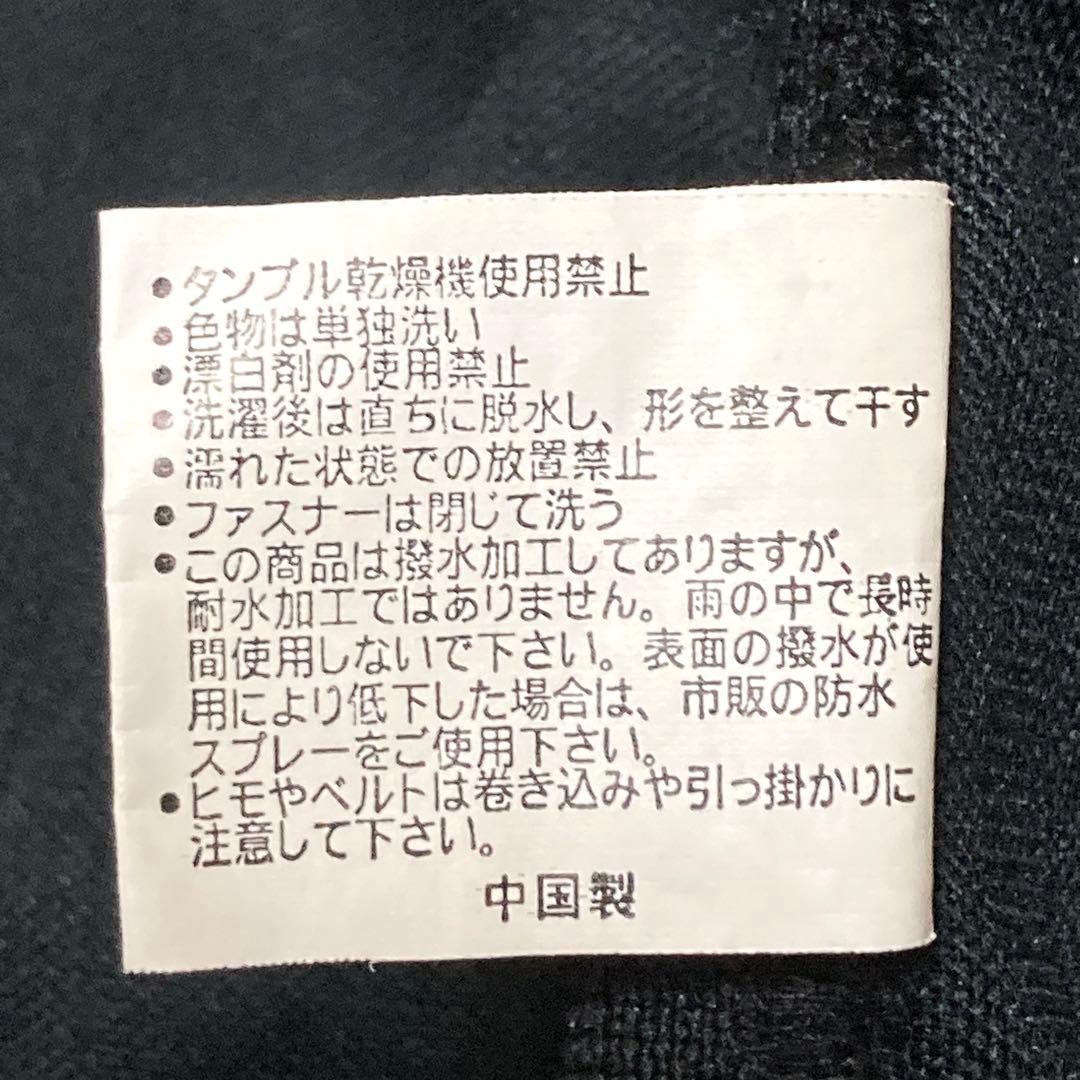 ●タンブル乾燥機使用禁止
●色物は単独洗い
●漂白剤の使用禁止
●洗濯後は直ちに脱水し、形を整えて干す
●濡れた状態での放置禁止
●ファスナーは閉じて洗う
●この商品は撥水加工してありますが、
耐水加工ではありません。雨の中で長時
間使用しないで下さい。表面の撥水が使
用により低下した場合は、市販の防水
スプレーをご使用下さい。
●ヒモやベルトは巻き込みや引っ掛かりに
注意して下さい。
中国製